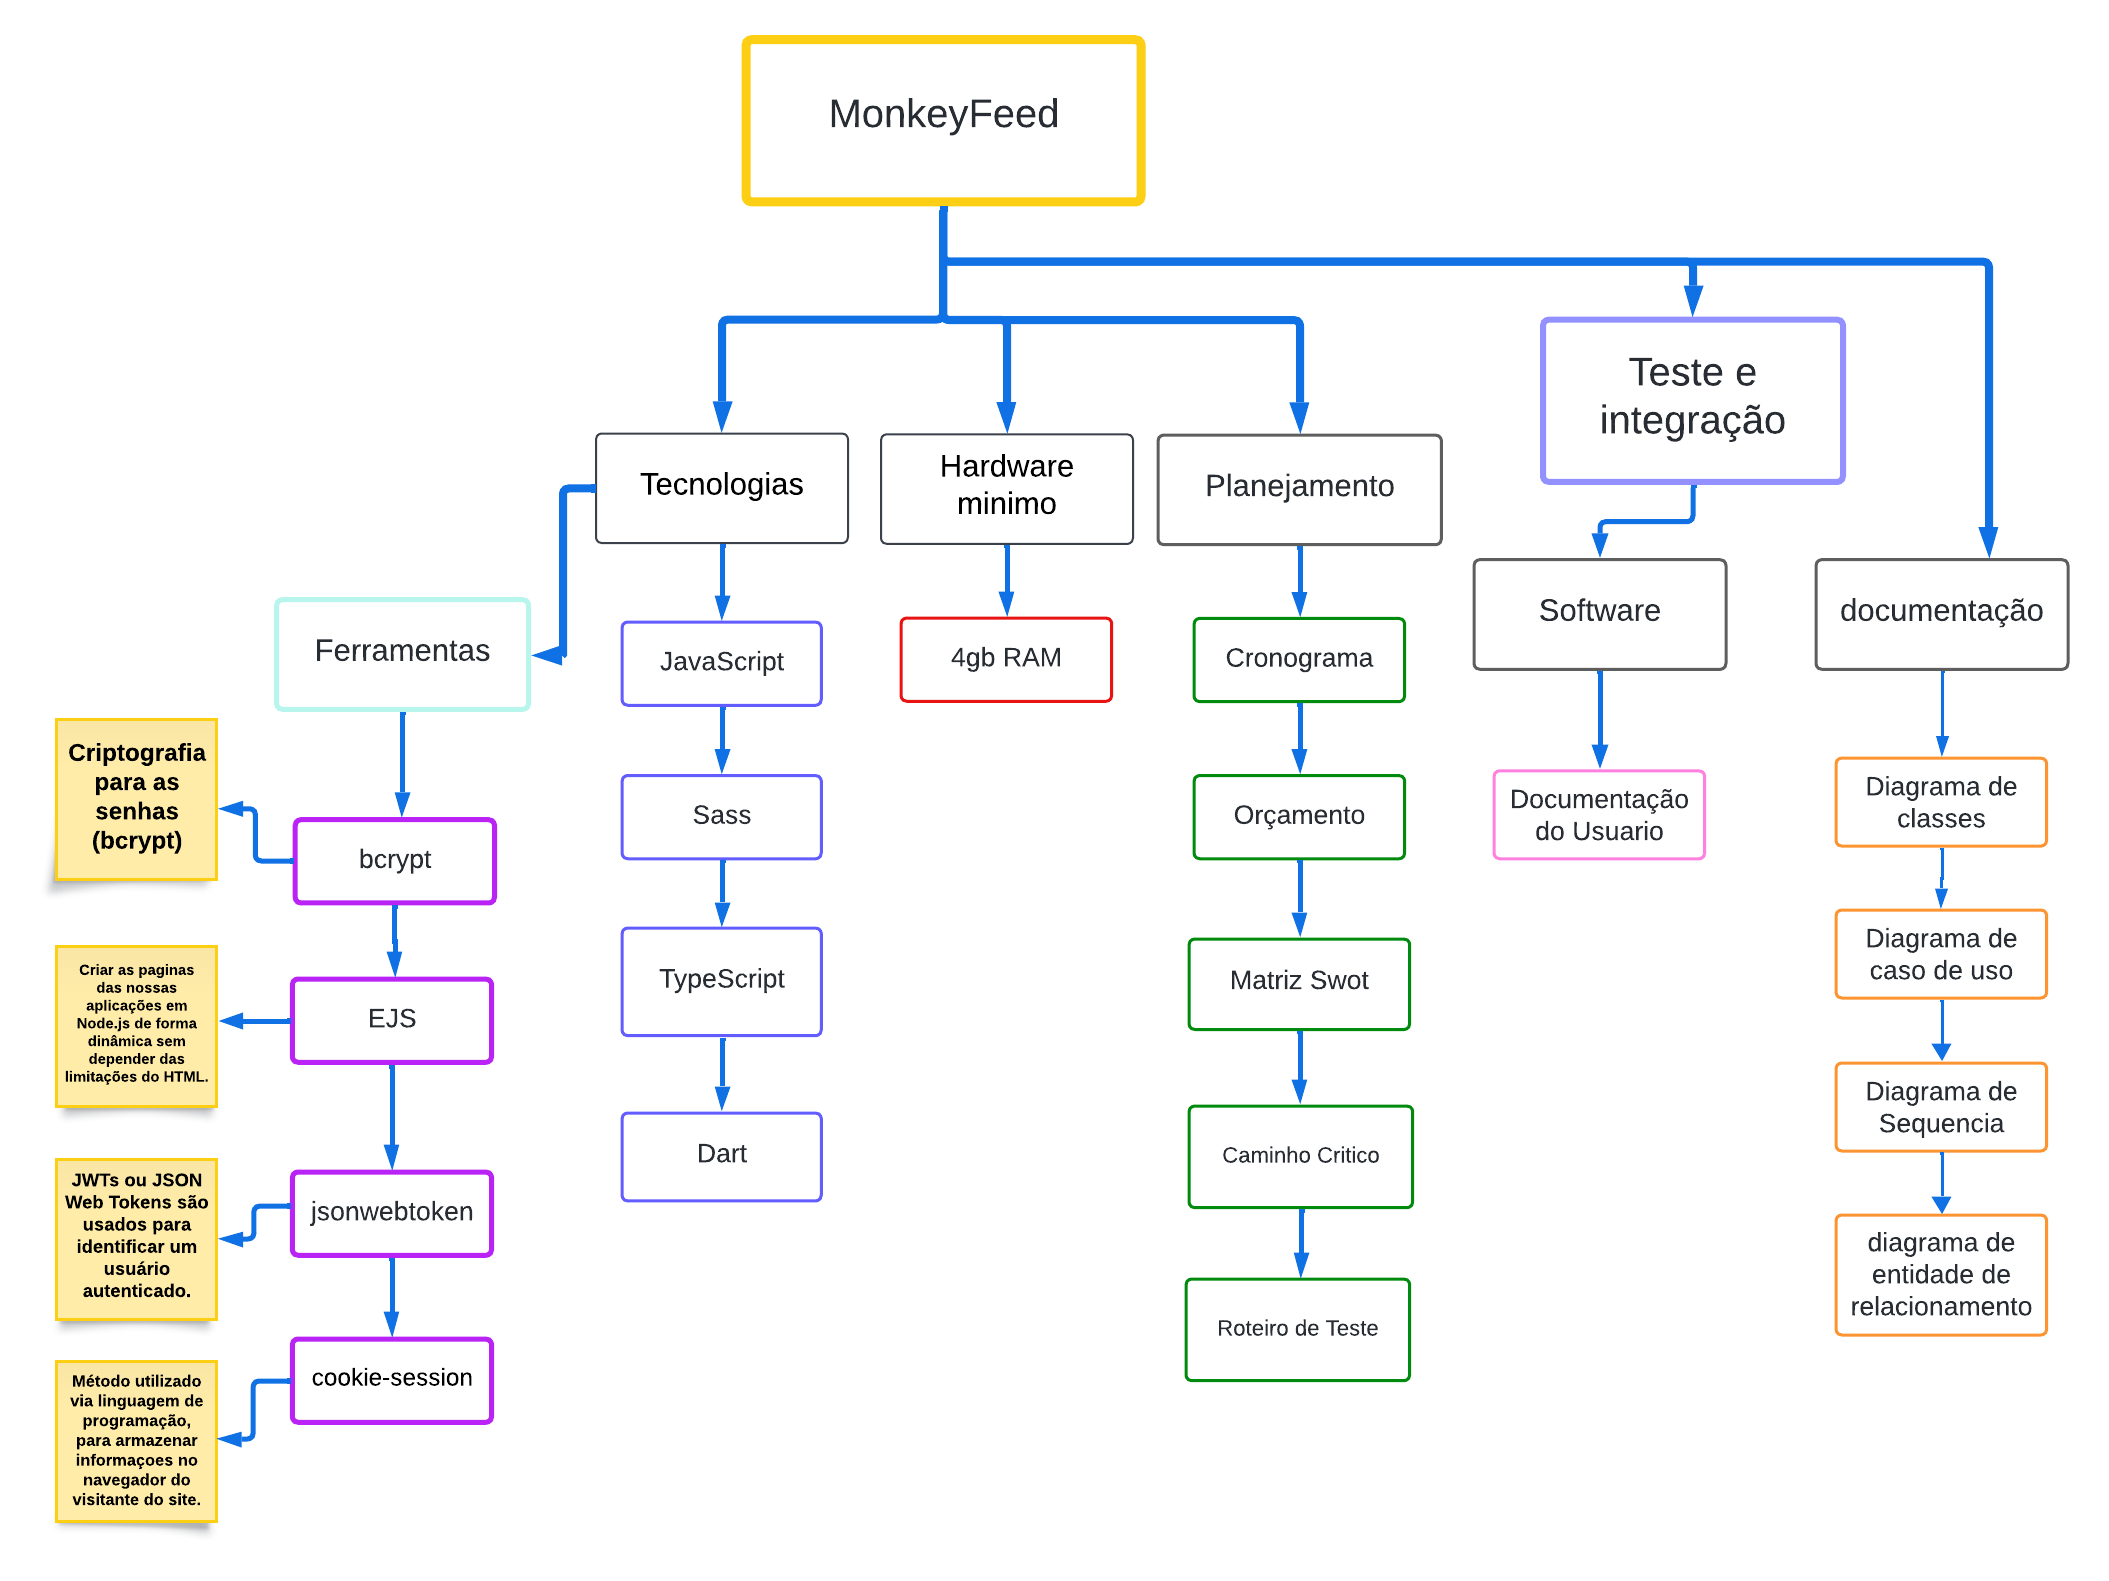 MonkeyFeed
Teste e
integração
Tecnologias
Hardware
minimo
Planejamento
Software
documentação
Ferramentas
JavaScript
4gb RAM
Cronograma
Criptografia
para as
senhas
(bcrypt)
bcrypt
Sass
Orçamento
Documentação
do Usuario
Diagrama de
classes
Criar as paginas
das nossas
aplicações em
Node.js de forma
dinâmica sem
depender das
limitações do HTML.
EJS
TypeScript
Matriz Swot
Diagrama de
caso de uso
JWTs ou JSON
Web Tokens são
usados para
identificar um
usuário
autenticado.
jsonwebtoken
Dart
Caminho Critico
Diagrama de
Sequencia
Método utilizado
via linguagem de
programação,
para armazenar
informaçoes no
navegador do
visitante do site.
cookie-session
Roteiro de Teste
diagrama de
entidade de
relacionamento